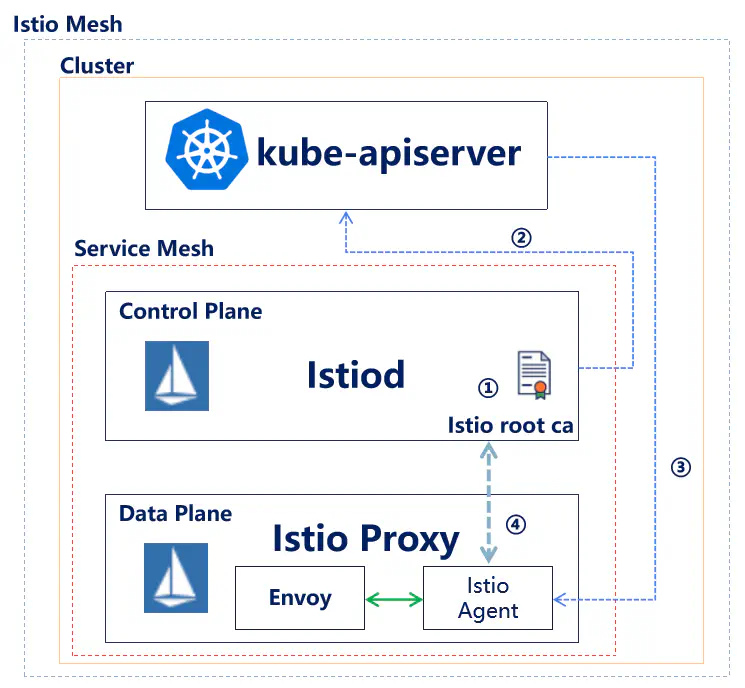 Istio Mesh
Cluster
kube-apiserver
②
Service Mesh
Control Plane
Istiod
①
Istio root ca
③
Data Plane
④
Istio Proxy
Envoy
Istio
Agent